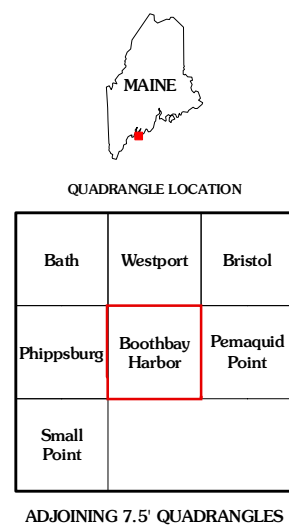 MAINE
QUADRANGLE LOCATION
Bath Westport Bristol
Phippsburg Boothbay Harbor Pemaquid Point
Small Point
ADJOINING 7.5' QUADRANGLES